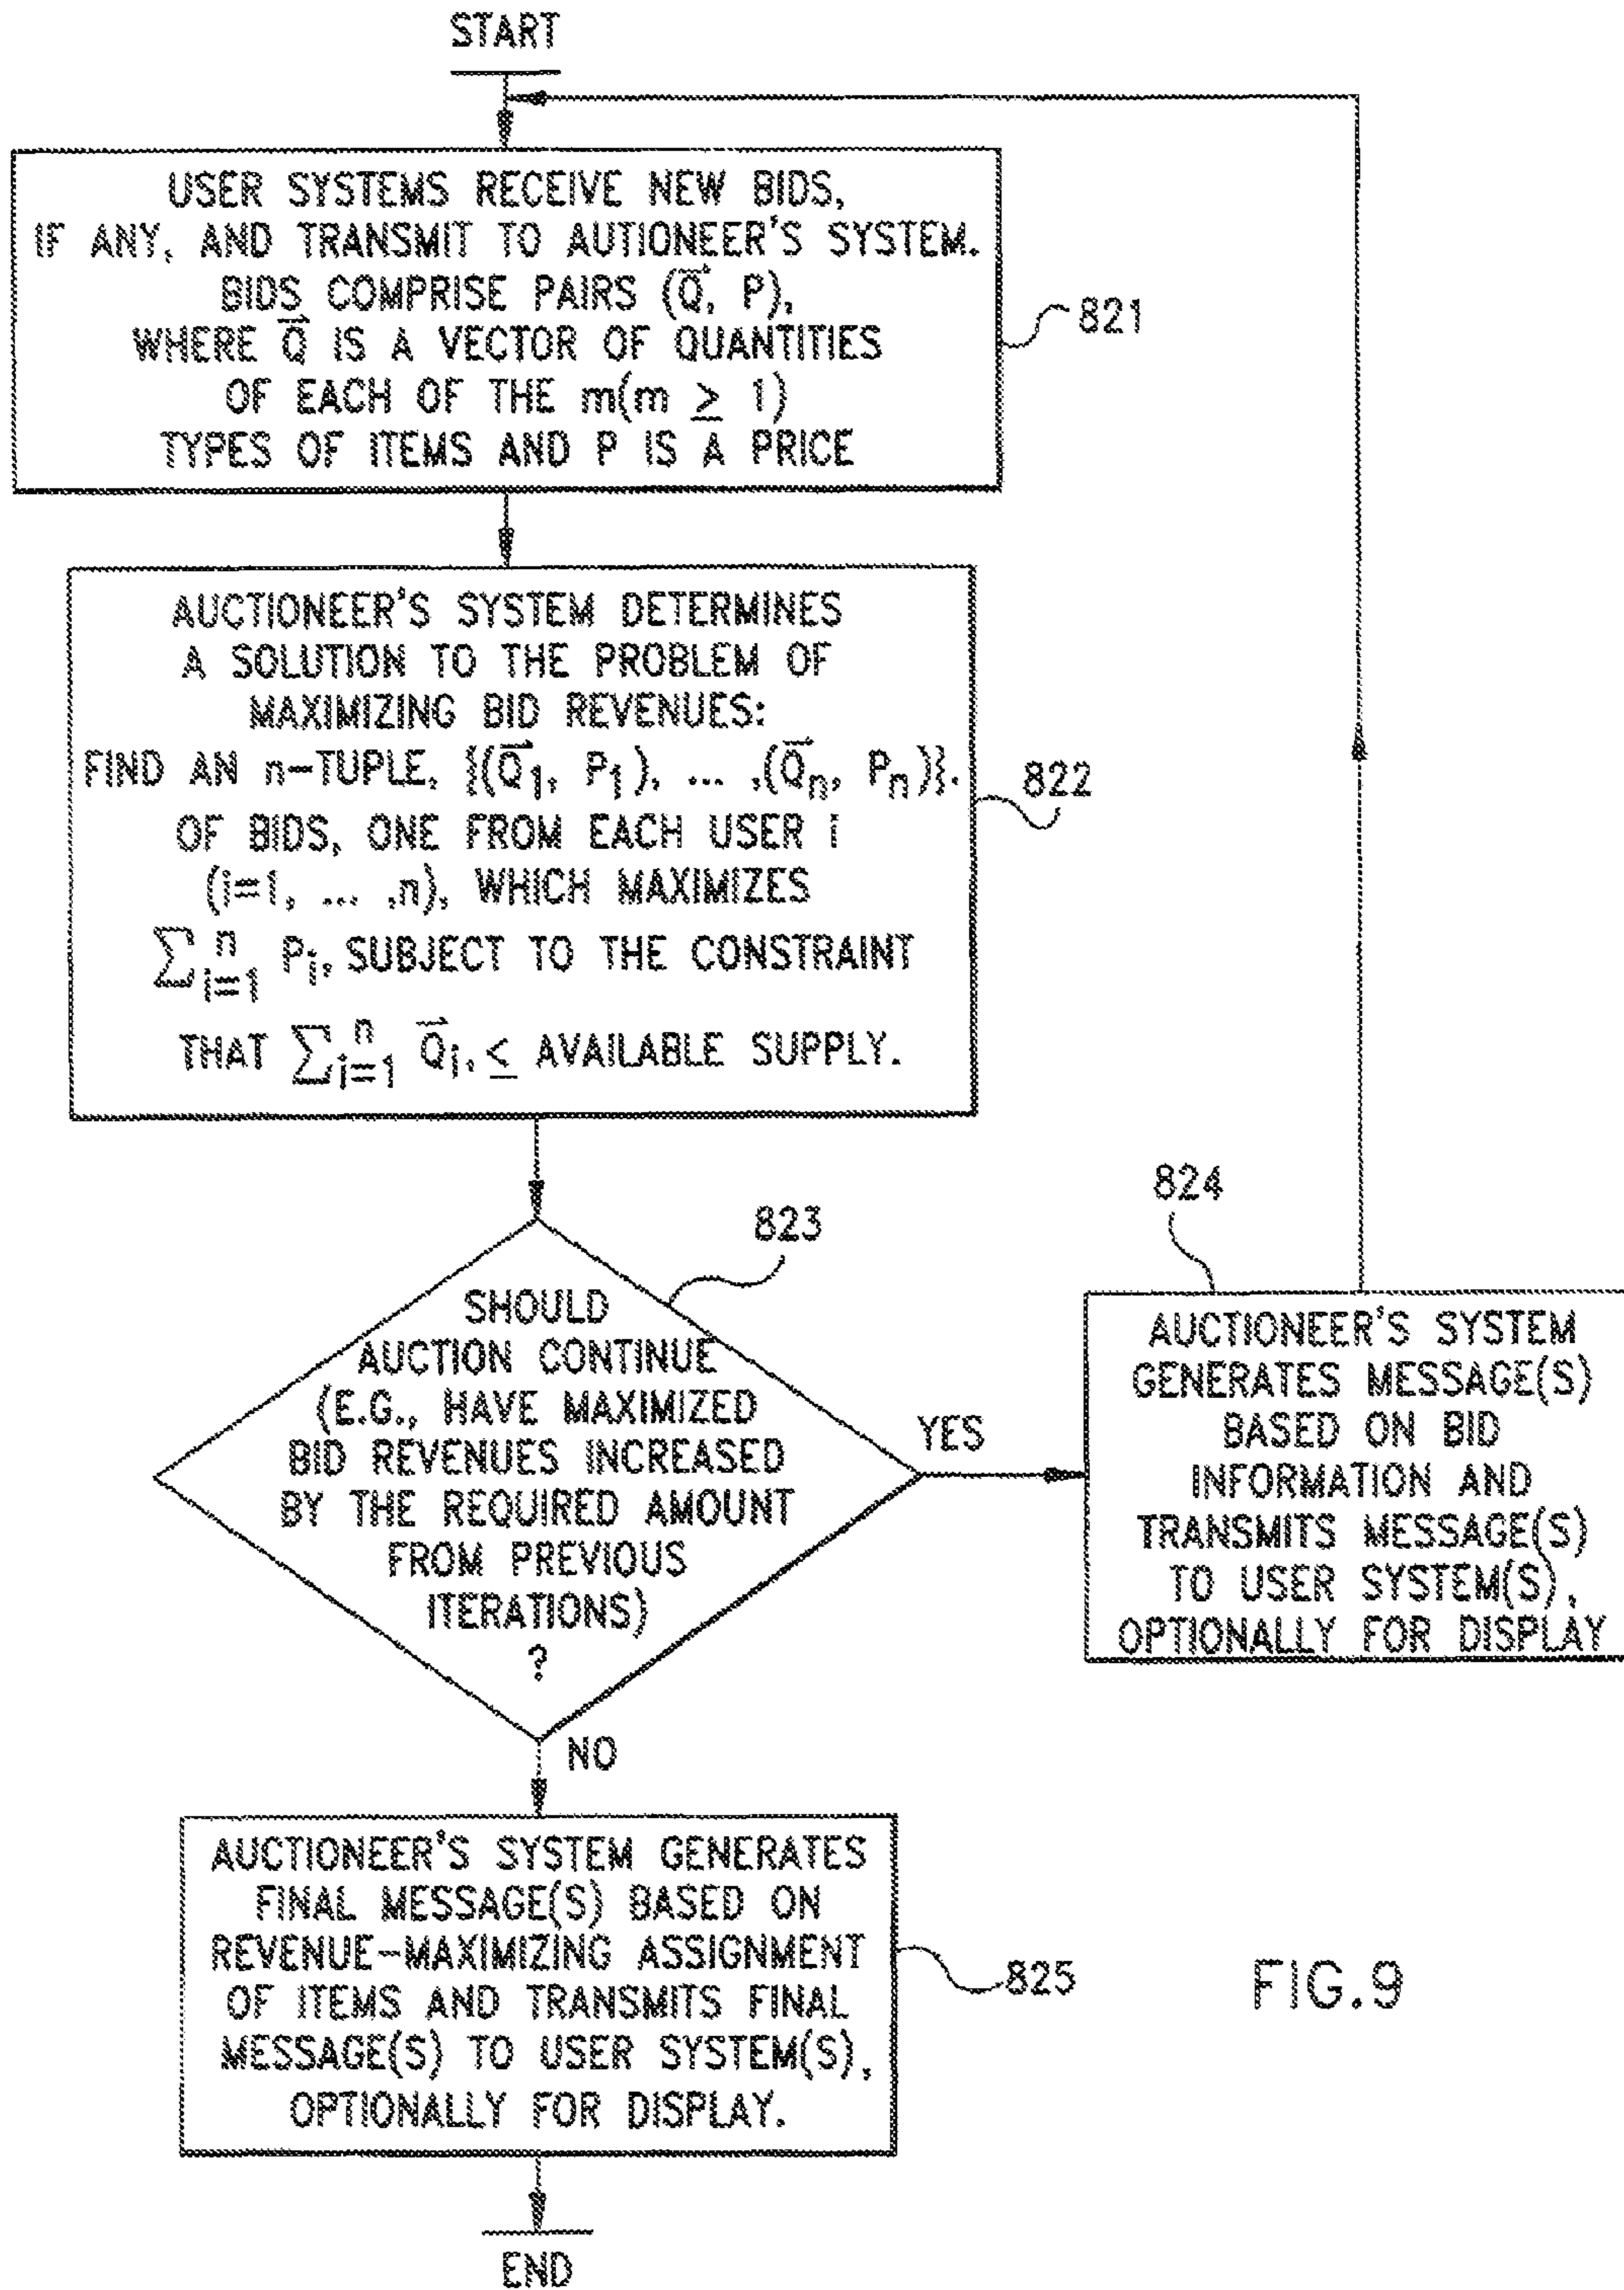 START
USER SYSTEMS RECEIVE NEW BIDS,
IF ANY, AND TRANSMIT TO AUTIONEER'S SYSTEM.
BIDS COMPRISE PAIRS (Q⃗, P),
WHERE Q⃗ IS A VECTOR OF QUANTITIES
OF EACH OF THE m(m ≥ 1)
TYPES OF ITEMS AND P IS A PRICE
821
AUCTIONEER'S SYSTEM DETERMINES
A SOLUTION TO THE PROBLEM OF
MAXIMIZING BID REVENUES:
FIND AN n-TUPLE, {(Q⃗₁, P₁), ... ,(Q⃗ₙ, Pₙ)}.
OF BIDS, ONE FROM EACH USER i
(i=1, ... ,n), WHICH MAXIMIZES
∑ᵢ₌₁ⁿ Pᵢ, SUBJECT TO THE CONSTRAINT
THAT ∑ᵢ₌₁ⁿ Q⃗ᵢ, ≤ AVAILABLE SUPPLY.
822
823
SHOULD
AUCTION CONTINUE
(E.G., HAVE MAXIMIZED
BID REVENUES INCREASED
BY THE REQUIRED AMOUNT
FROM PREVIOUS
ITERATIONS)
?
YES
NO
824
AUCTIONEER'S SYSTEM
GENERATES MESSAGE(S)
BASED ON BID
INFORMATION AND
TRANSMITS MESSAGE(S)
TO USER SYSTEM(S),
OPTIONALLY FOR DISPLAY
AUCTIONEER'S SYSTEM GENERATES
FINAL MESSAGE(S) BASED ON
REVENUE-MAXIMIZING ASSIGNMENT
OF ITEMS AND TRANSMITS FINAL
MESSAGE(S) TO USER SYSTEM(S),
OPTIONALLY FOR DISPLAY.
825
END
FIG.9